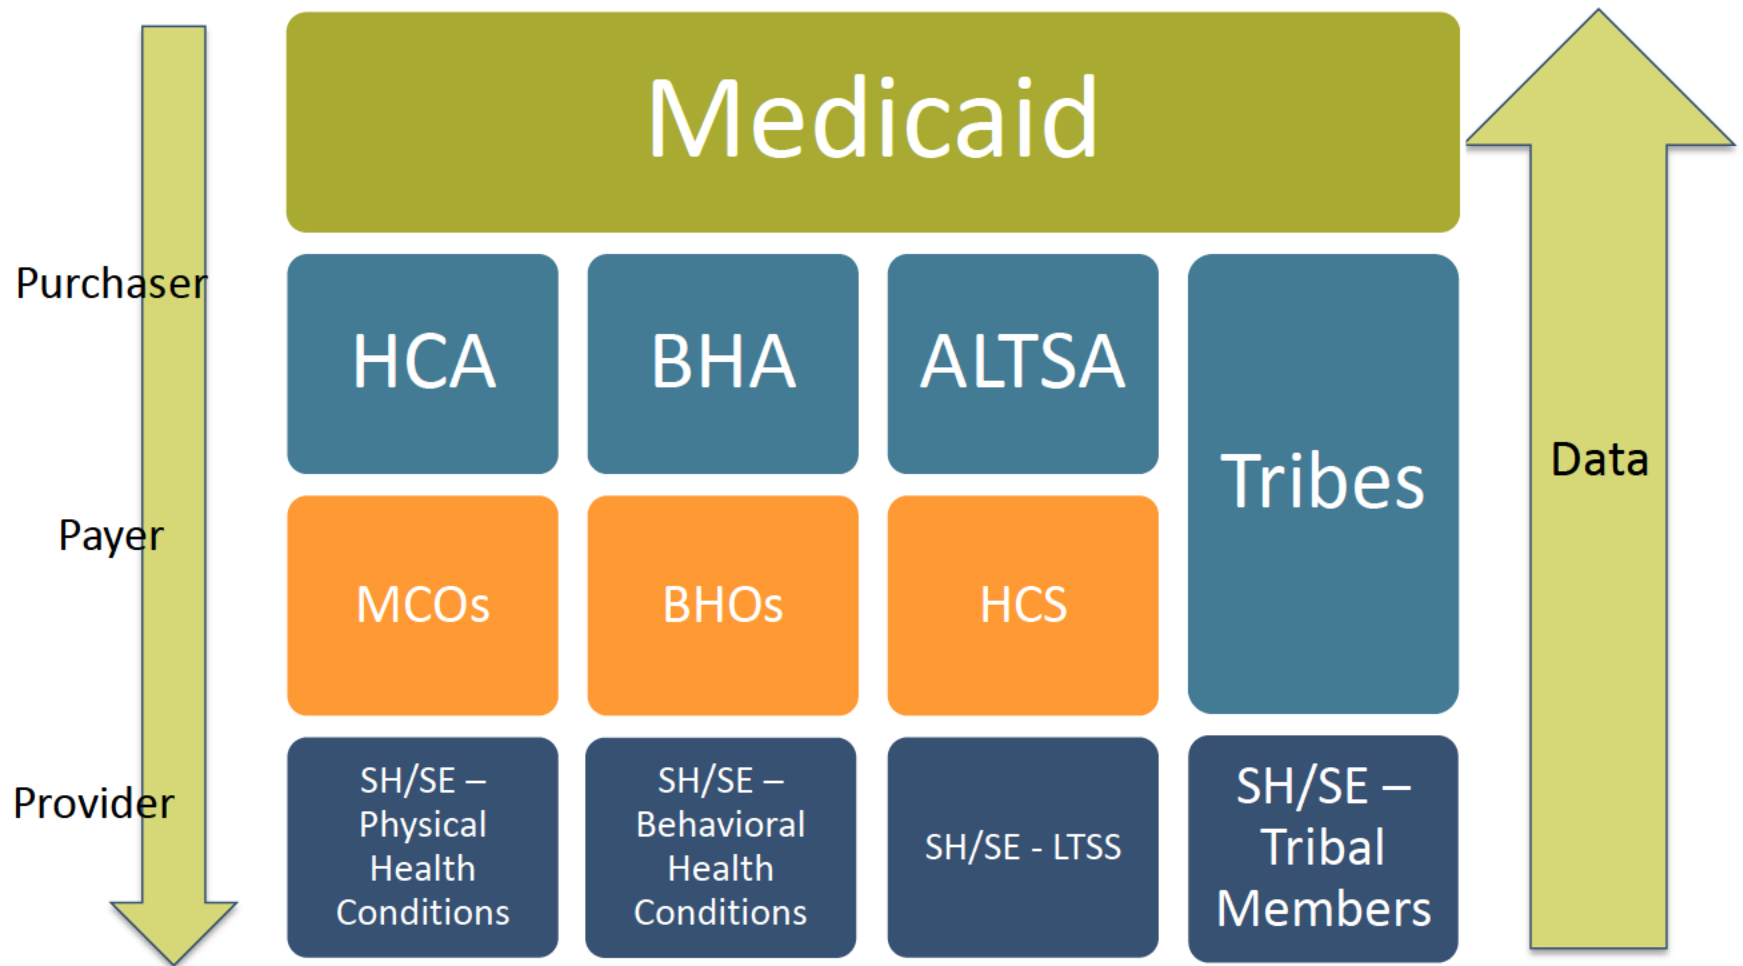 Medicaid
Purchaser
HCA
BHA
ALTSA
Tribes
Data
Payer
MCOs
BHOs
HCS
Provider
SH/SE –
Physical
Health
Conditions
SH/SE –
Behavioral
Health
Conditions
SH/SE - LTSS
SH/SE –
Tribal
Members